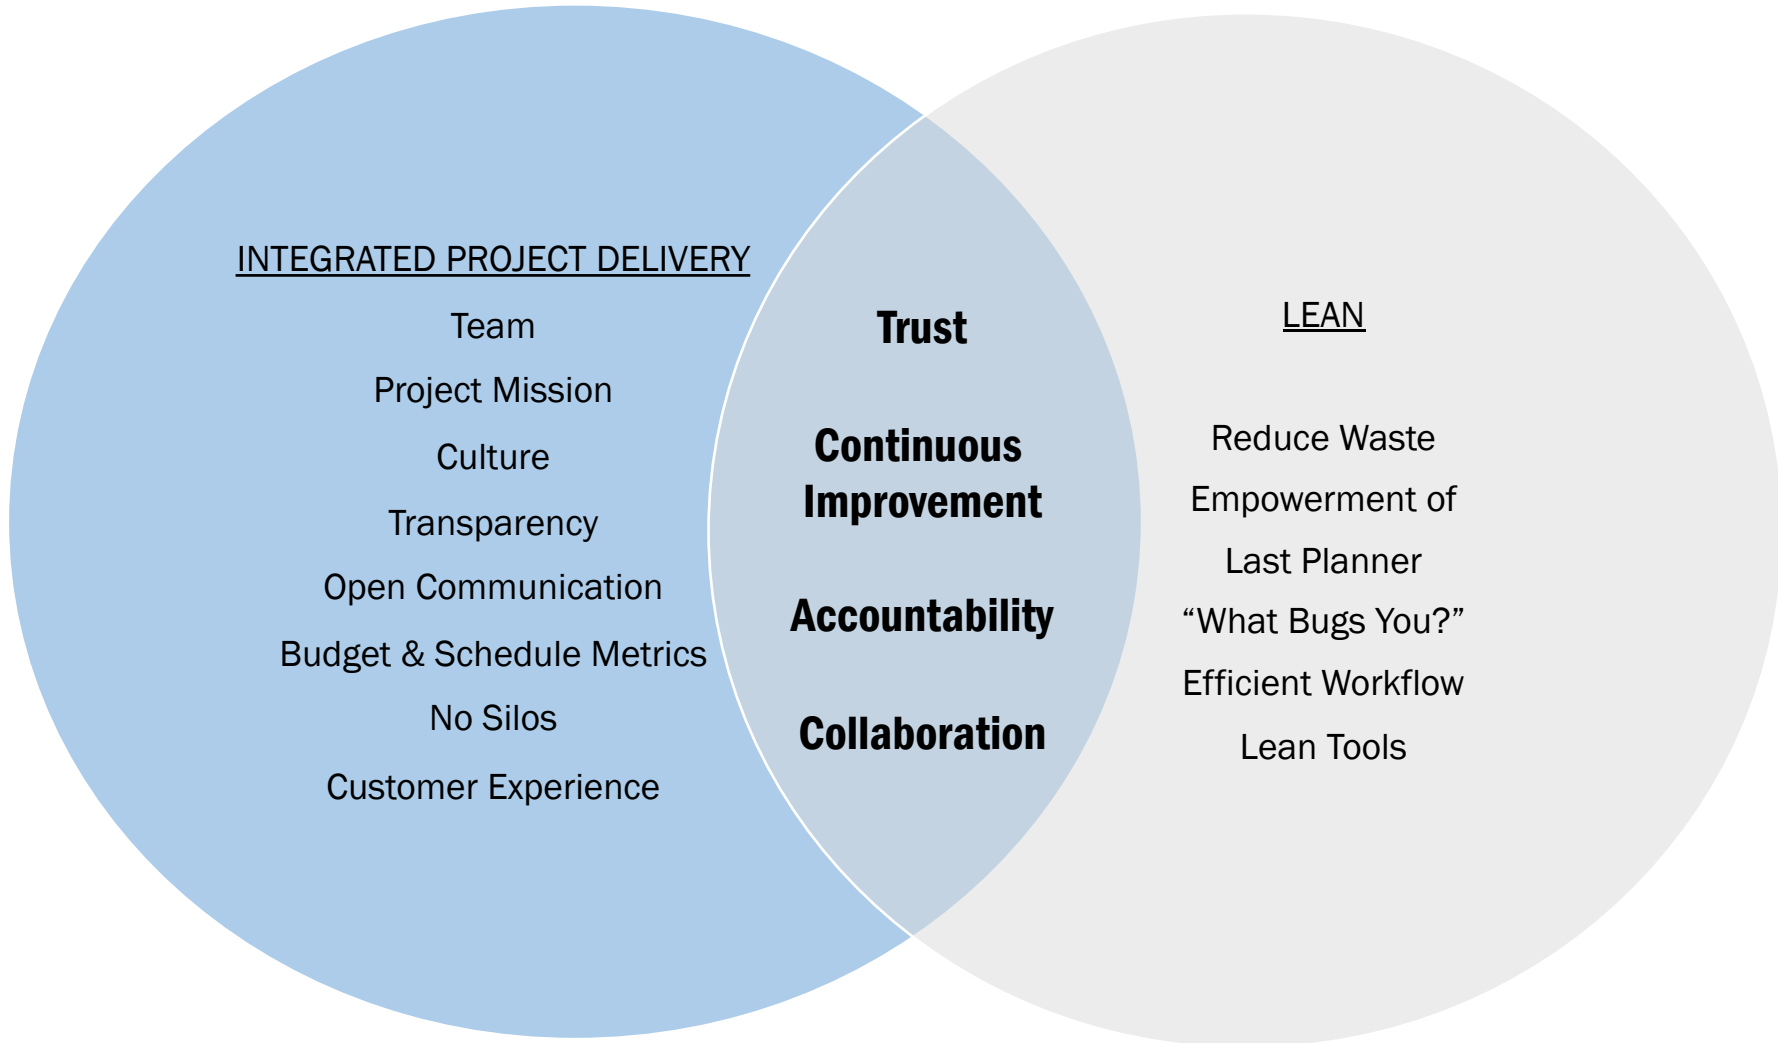 INTEGRATED PROJECT DELIVERY
Team
Project Mission
Culture
Transparency
Open Communication
Budget & Schedule Metrics
No Silos
Customer Experience
Trust
Continuous
Improvement
Accountability
Collaboration
LEAN
Reduce Waste
Empowerment of
Last Planner
“What Bugs You?”
Efficient Workflow
Lean Tools